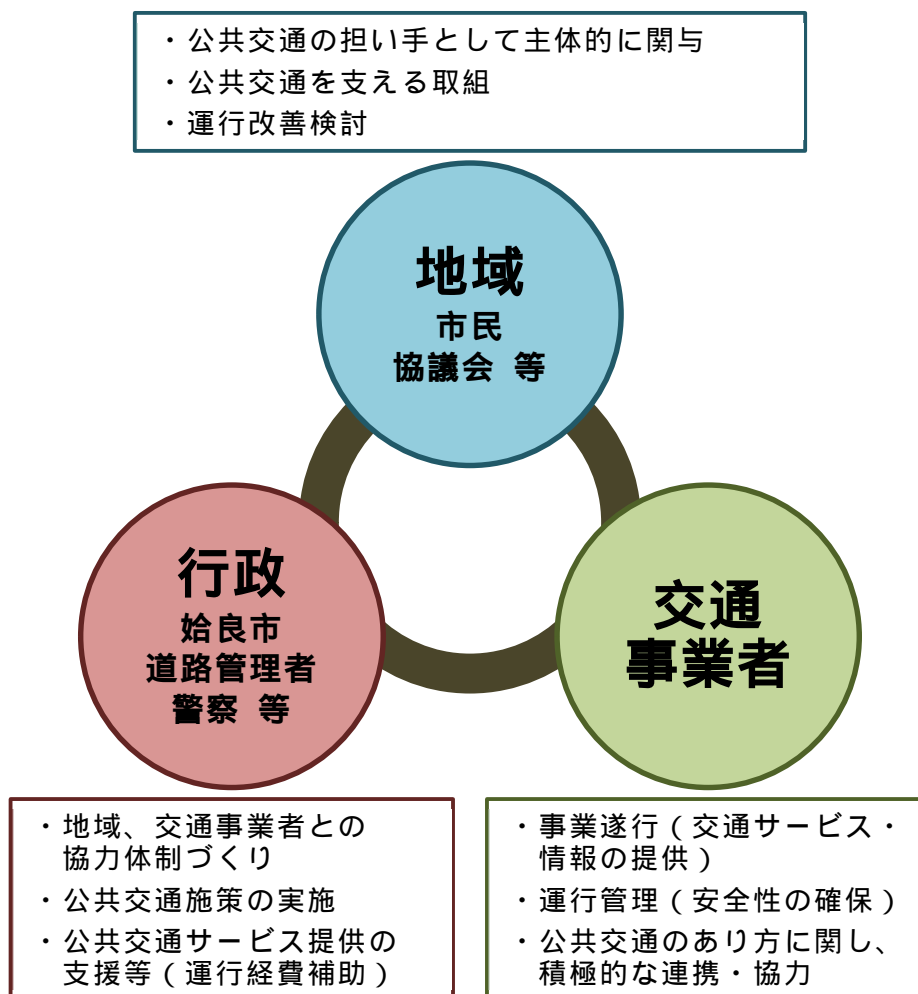 ・公共交通の担い手として主体的に関与
・公共交通を支える取組
・運行改善検討
地域
市民
協議会 等
行政
姶良市
道路管理者
警察 等
交通
事業者
・地域、交通事業者との
協力体制づくり
・公共交通施策の実施
・公共交通サービス提供の
支援等（運行経費補助）
・事業遂行（交通サービス・
情報の提供）
・運行管理（安全性の確保）
・公共交通のあり方に関し、
積極的な連携・協力